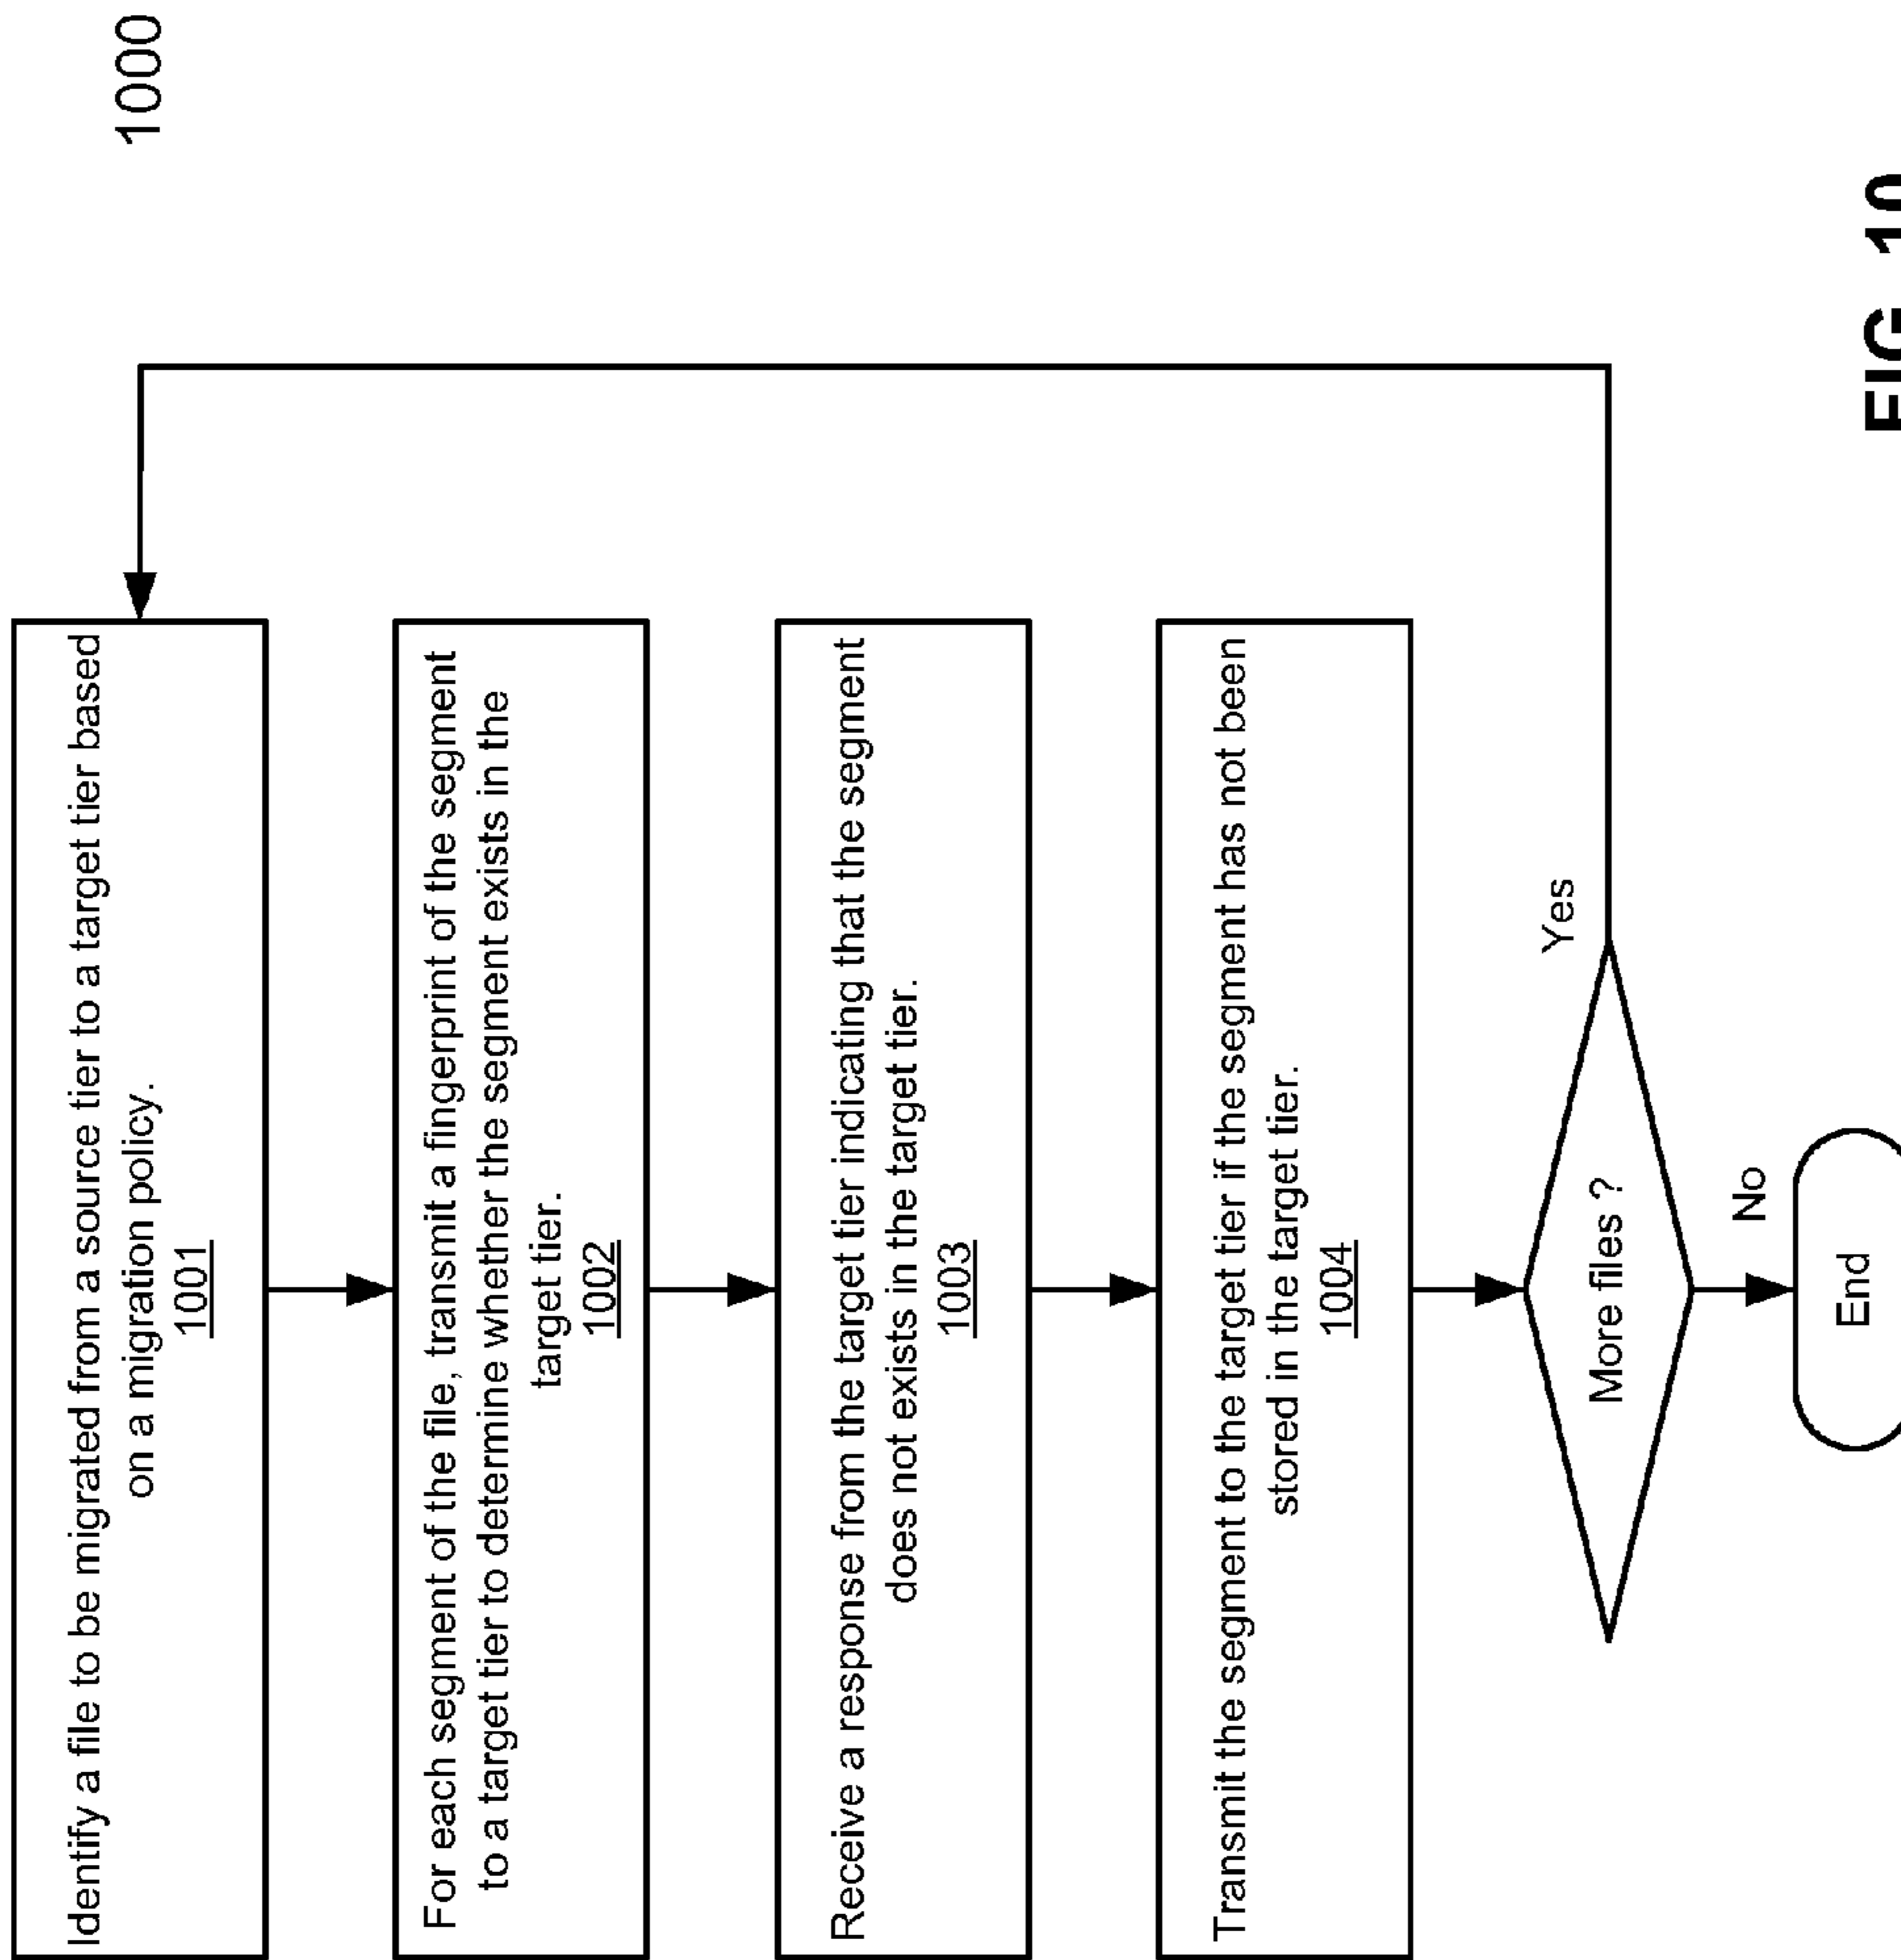 1000
Identify a file to be migrated from a source tier to a target tier based
on a migration policy.
1001
For each segment of the file, transmit a fingerprint of the segment
to a target tier to determine whether the segment exists in the
target tier.
1002
Receive a response from the target tier indicating that the segment
does not exists in the target tier.
1003
Transmit the segment to the target tier if the segment has not been
stored in the target tier.
1004
Yes
More files ?
No
End
FIG. 10